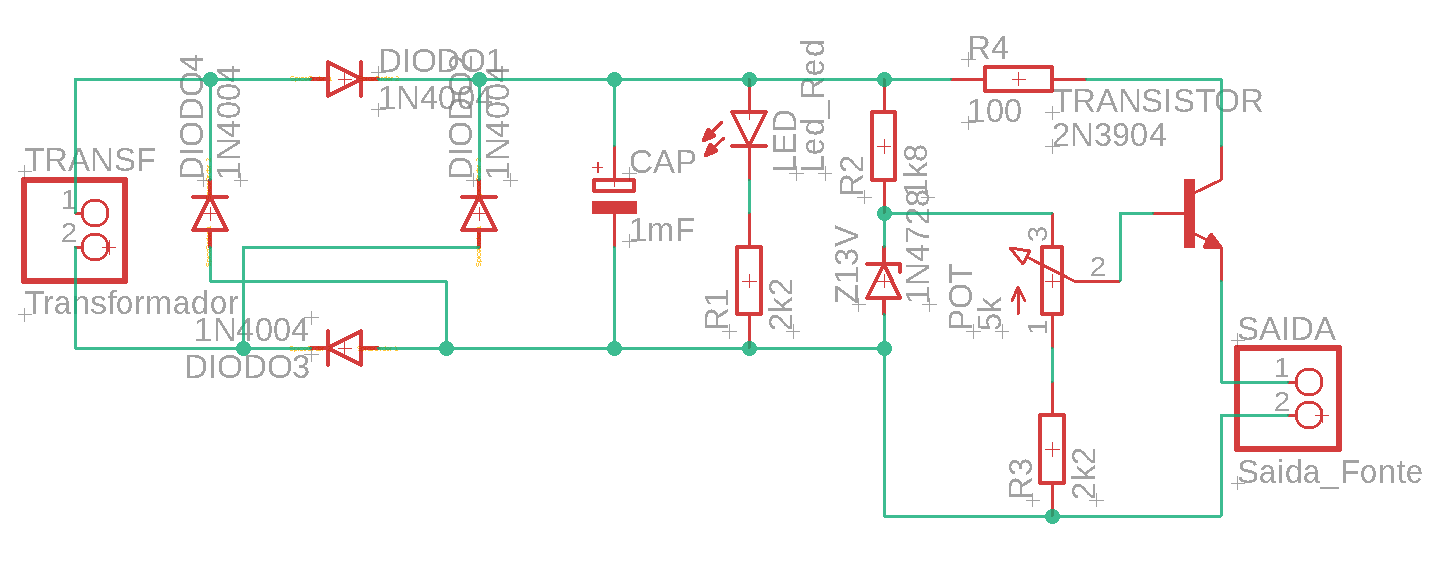 TRANSF
1
2
Transformador
DIODO4
1N4004
DIODO1
1N4004
DIODO2
1N4004
1N4004
DIODO3
CAP
1mF
LED
Led_Red
R1
2k2
R2
1k8
Z13V
1N4728
R4
100
TRANSISTOR
2N3904
POT
5k
3
2
1
R3
2k2
SAIDA
1
2
Saida_Fonte